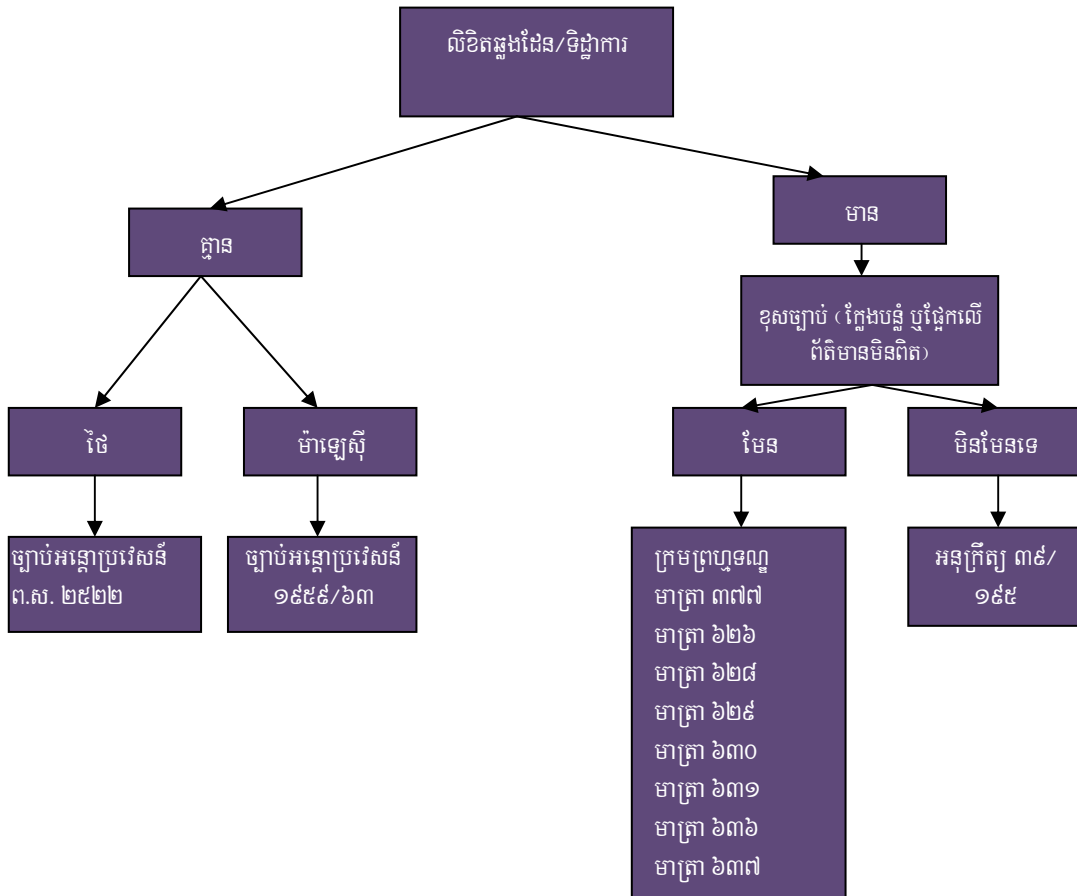 លិខិតឆ្លងដែន/ទិដ្ឋាការ
គ្មាន
មាន
ខុសច្បាប់ (ក្លែងបន្លំ ឬផ្អែកលើ
ព័ត៌មានមិនពិត)
ថៃ
ម៉ាឡេស៊ី
មែន
មិនមែនទេ
ច្បាប់អន្តោប្រវេសន៍
ព.ស. ២៥២២
ច្បាប់អន្តោប្រវេសន៍
១៩៥៩/៦៣
ក្រមព្រហ្មទណ្ឌ
មាត្រា ៣៧៧
មាត្រា ៦២៦
មាត្រា ៦២៨
មាត្រា ៦២៩
មាត្រា ៦៣០
មាត្រា ៦៣១
មាត្រា ៦៣៦
មាត្រា ៦៣៧
អនុក្រឹត្យ ៣៩/
១៩៥